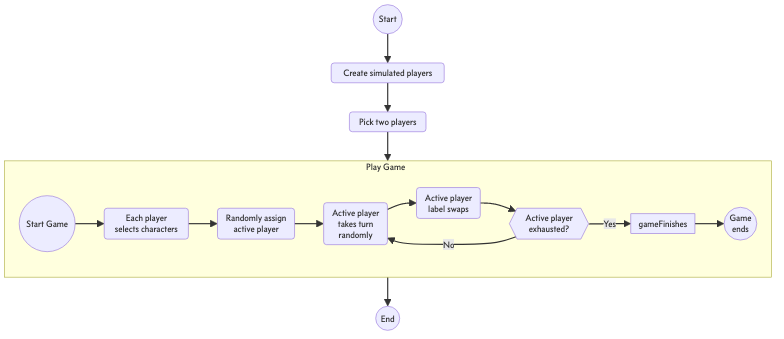 Start
Create simulated players
Pick two players
Play Game
Start Game
Each player
selects characters
Randomly assign
active player
Active player
takes turn
randomly
Active player
label swaps
Active player
exhausted?
No
Yes
gameFinishes
Game
ends
End